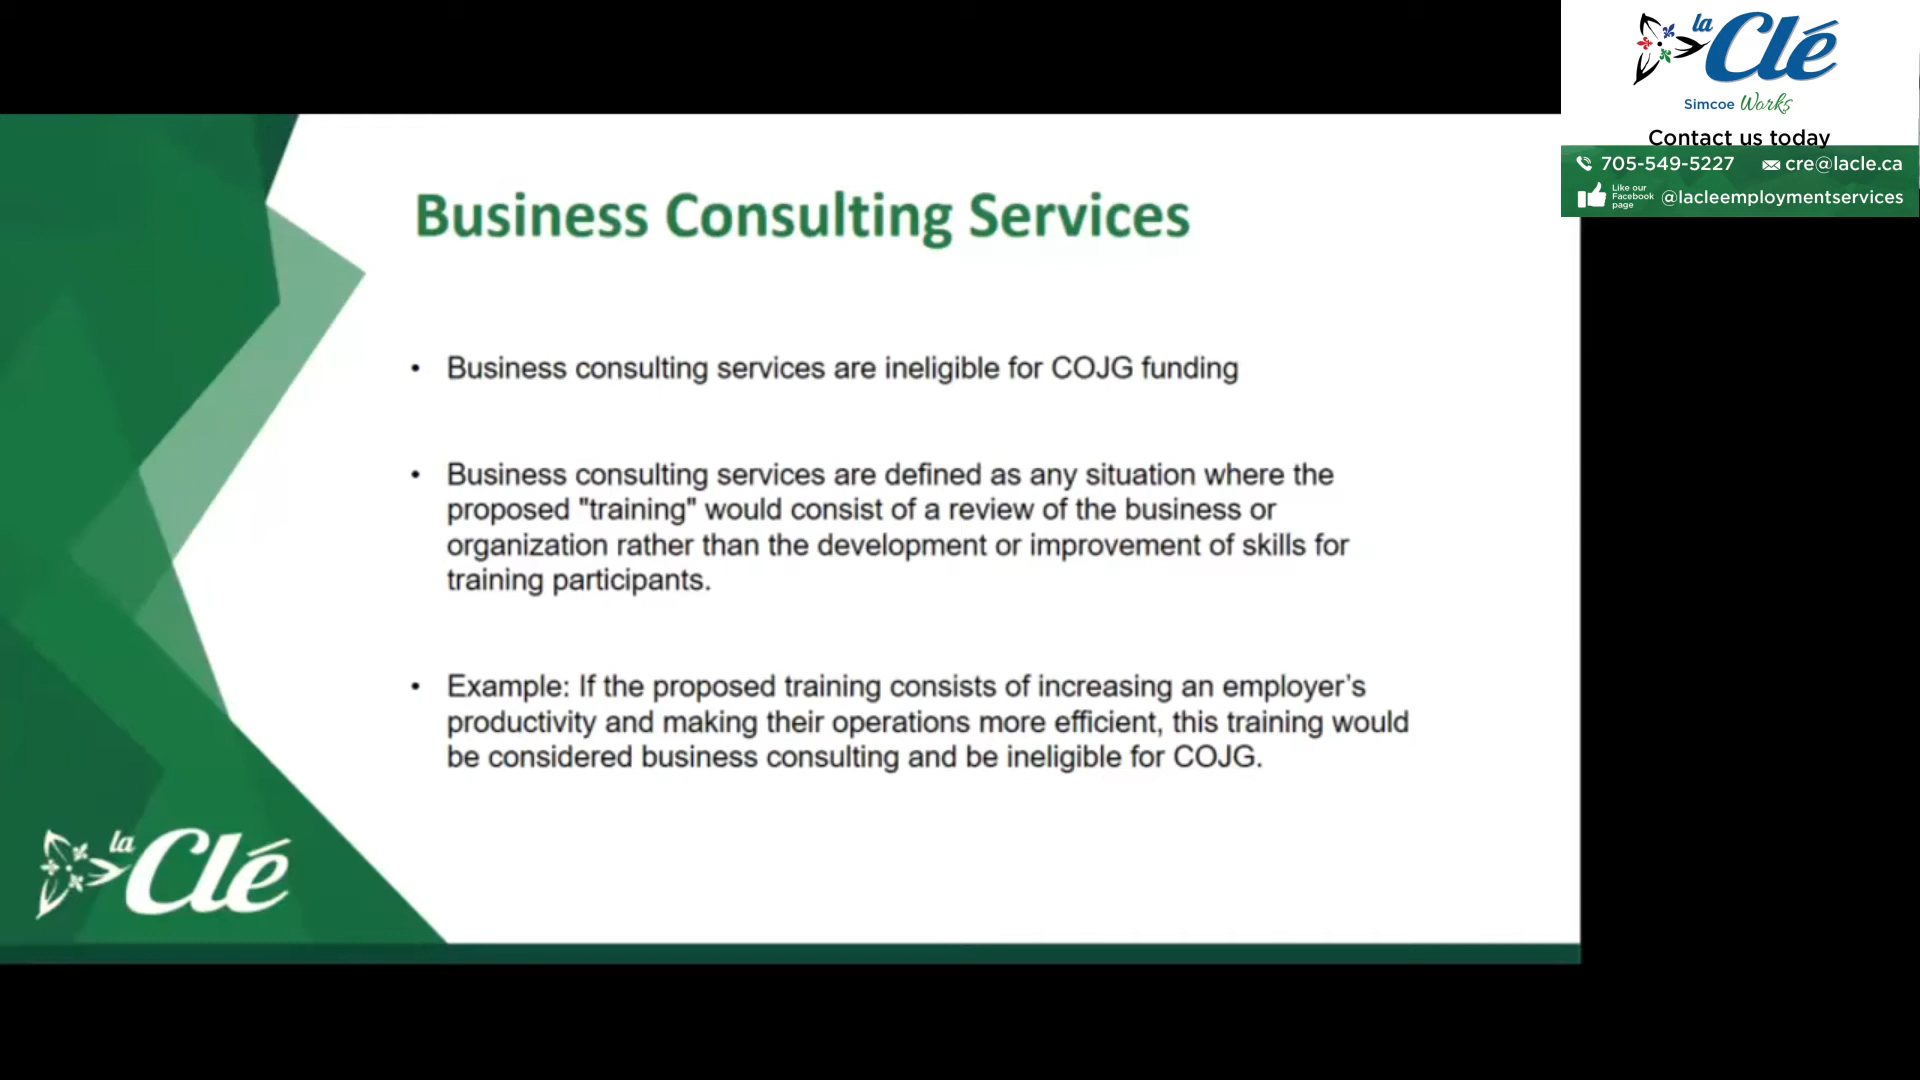 la Clé
Simcoe Works
Contact us today
705-549-5227 cre@lacle.ca
Like our
Facebook
page
@lacleemploymentservices
Business Consulting Services
• Business consulting services are ineligible for COJG funding
• Business consulting services are defined as any situation where the
proposed "training" would consist of a review of the business or
organization rather than the development or improvement of skills for
training participants.
• Example: If the proposed training consists of increasing an employer’s
productivity and making their operations more efficient, this training would
be considered business consulting and be ineligible for COJG.
la Clé